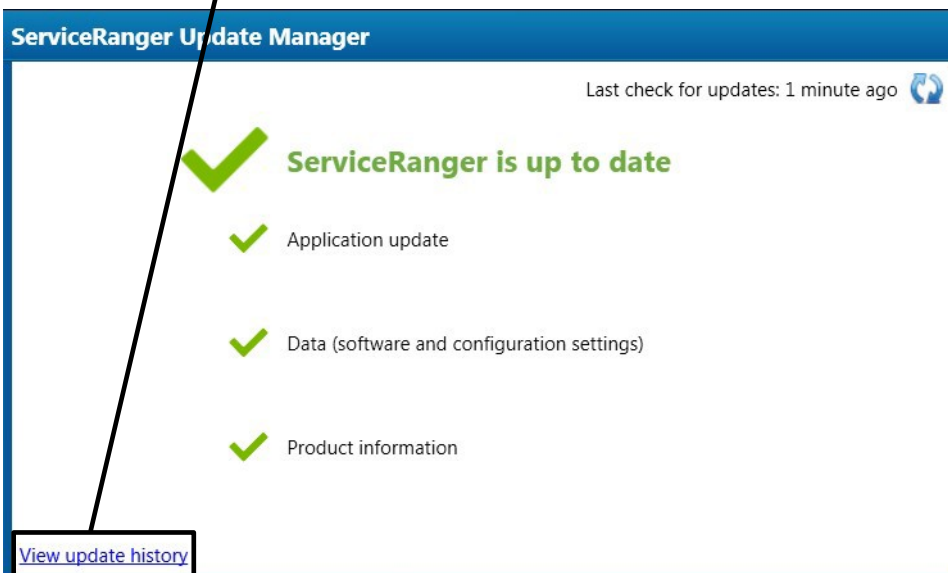 ServiceRanger Update Manager
Last check for updates: 1 minute ago
ServiceRanger is up to date
Application update
Data (software and configuration settings)
Product information
View update history